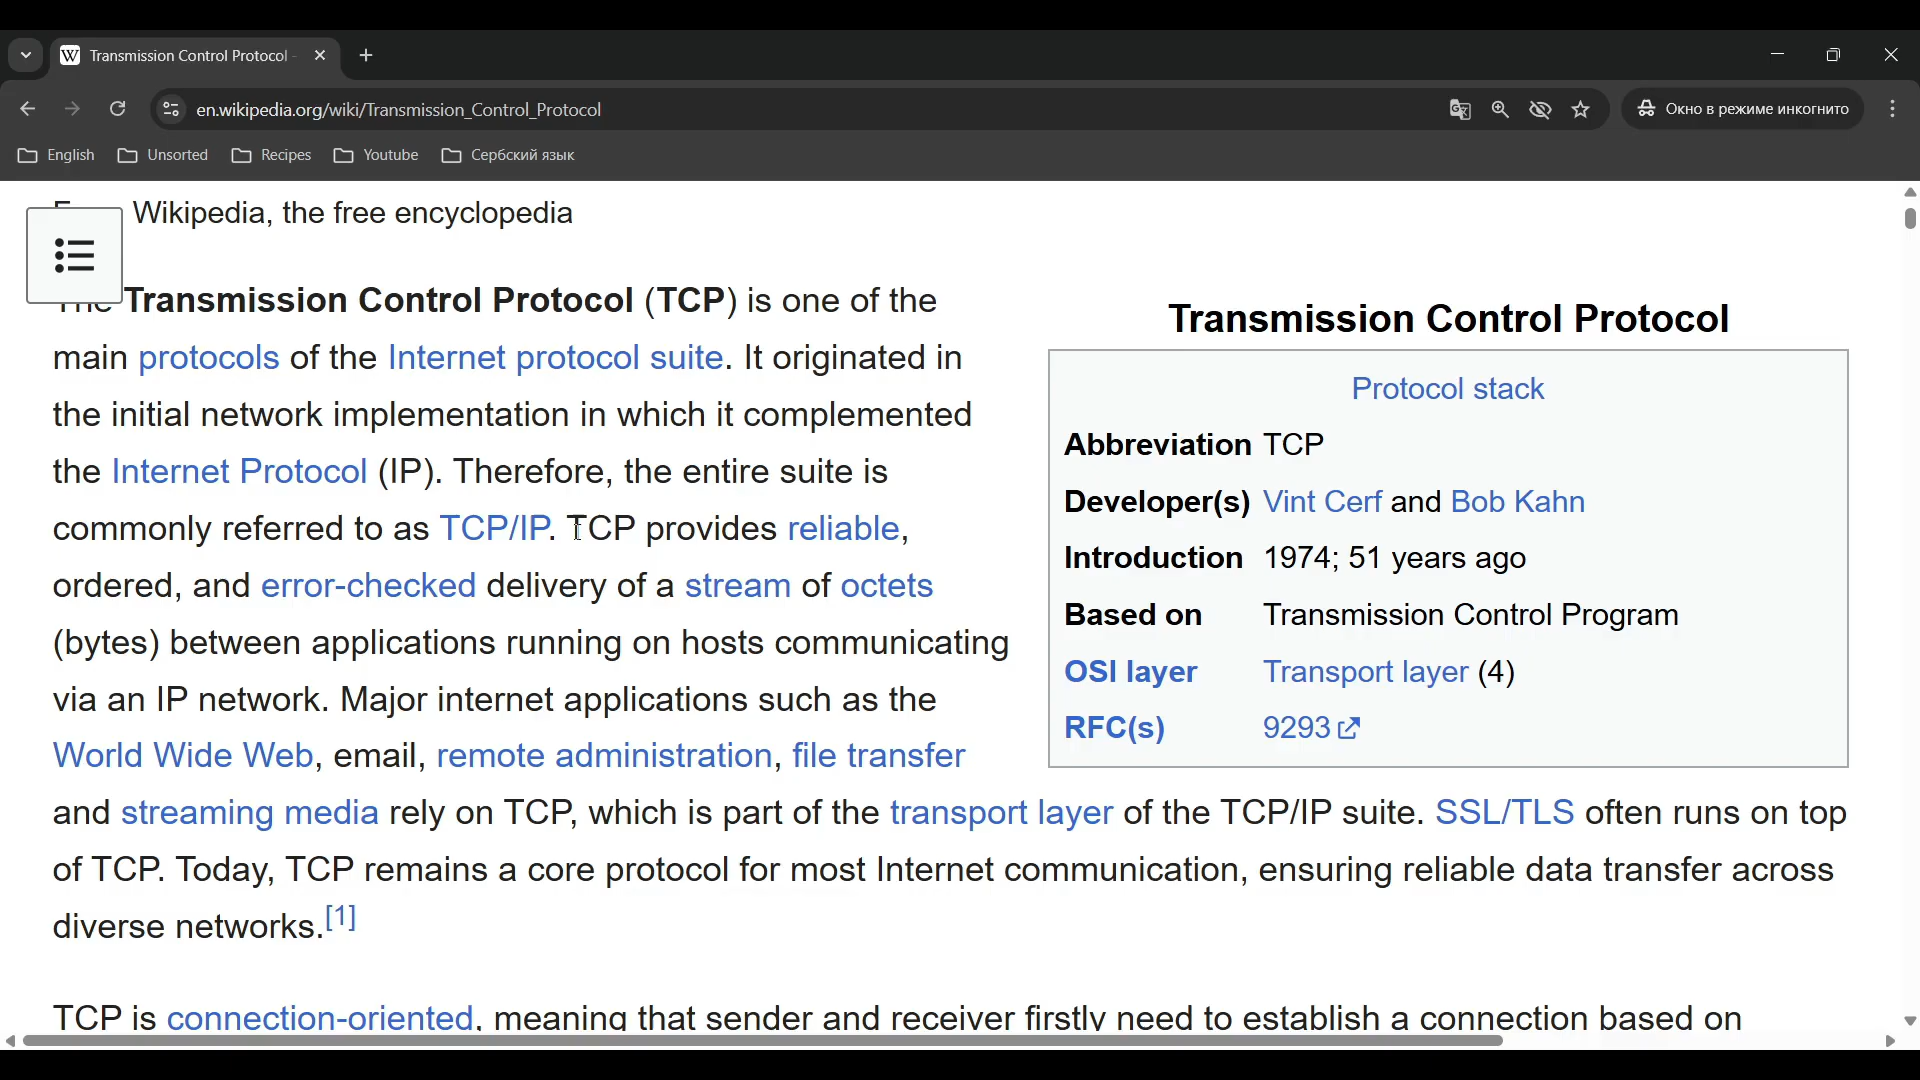 Transmission Control Protocol -
en.wikipedia.org/wiki/Transmission_Control_Protocol
Окно в режиме инкогнито
English
Unsorted
Recipes
Youtube
Сербский язык
Wikipedia, the free encyclopedia
The Transmission Control Protocol (TCP) is one of the
main protocols of the Internet protocol suite. It originated in
the initial network implementation in which it complemented
the Internet Protocol (IP). Therefore, the entire suite is
commonly referred to as TCP/IP. TCP provides reliable,
ordered, and error-checked delivery of a stream of octets
(bytes) between applications running on hosts communicating
via an IP network. Major internet applications such as the
World Wide Web, email, remote administration, file transfer
and streaming media rely on TCP, which is part of the transport layer of the TCP/IP suite. SSL/TLS often runs on top
of TCP. Today, TCP remains a core protocol for most Internet communication, ensuring reliable data transfer across
diverse networks.[1]
TCP is connection-oriented, meaning that sender and receiver firstly need to establish a connection based on
Transmission Control Protocol
Protocol stack
Abbreviation TCP
Developer(s) Vint Cerf and Bob Kahn
Introduction 1974; 51 years ago
Based on Transmission Control Program
OSI layer Transport layer (4)
RFC(s) 9293